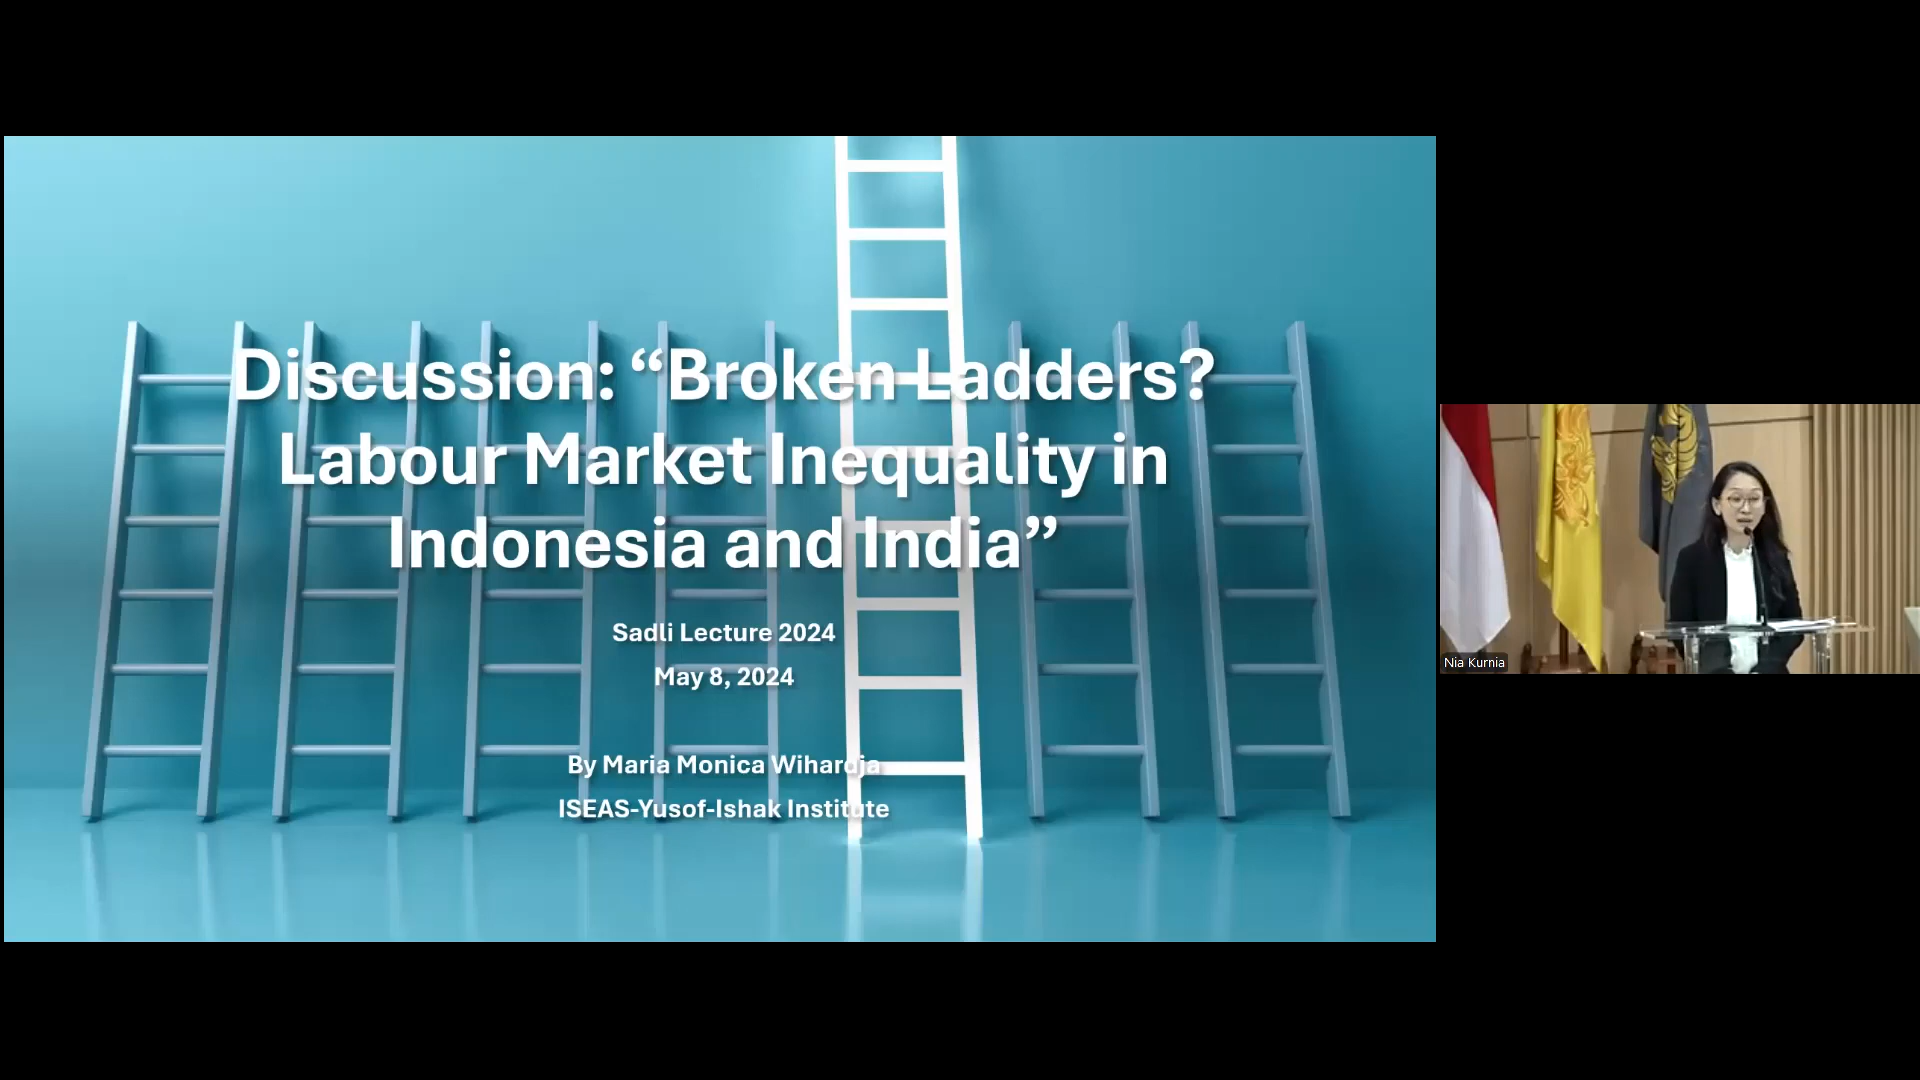 Discussion: “Broken Ladders?
Labour Market Inequality in
Indonesia and India”
Sadli Lecture 2024
May 8, 2024
By Maria Monica Wihardja
ISEAS-Yusof-Ishak Institute
Nia Kurnia